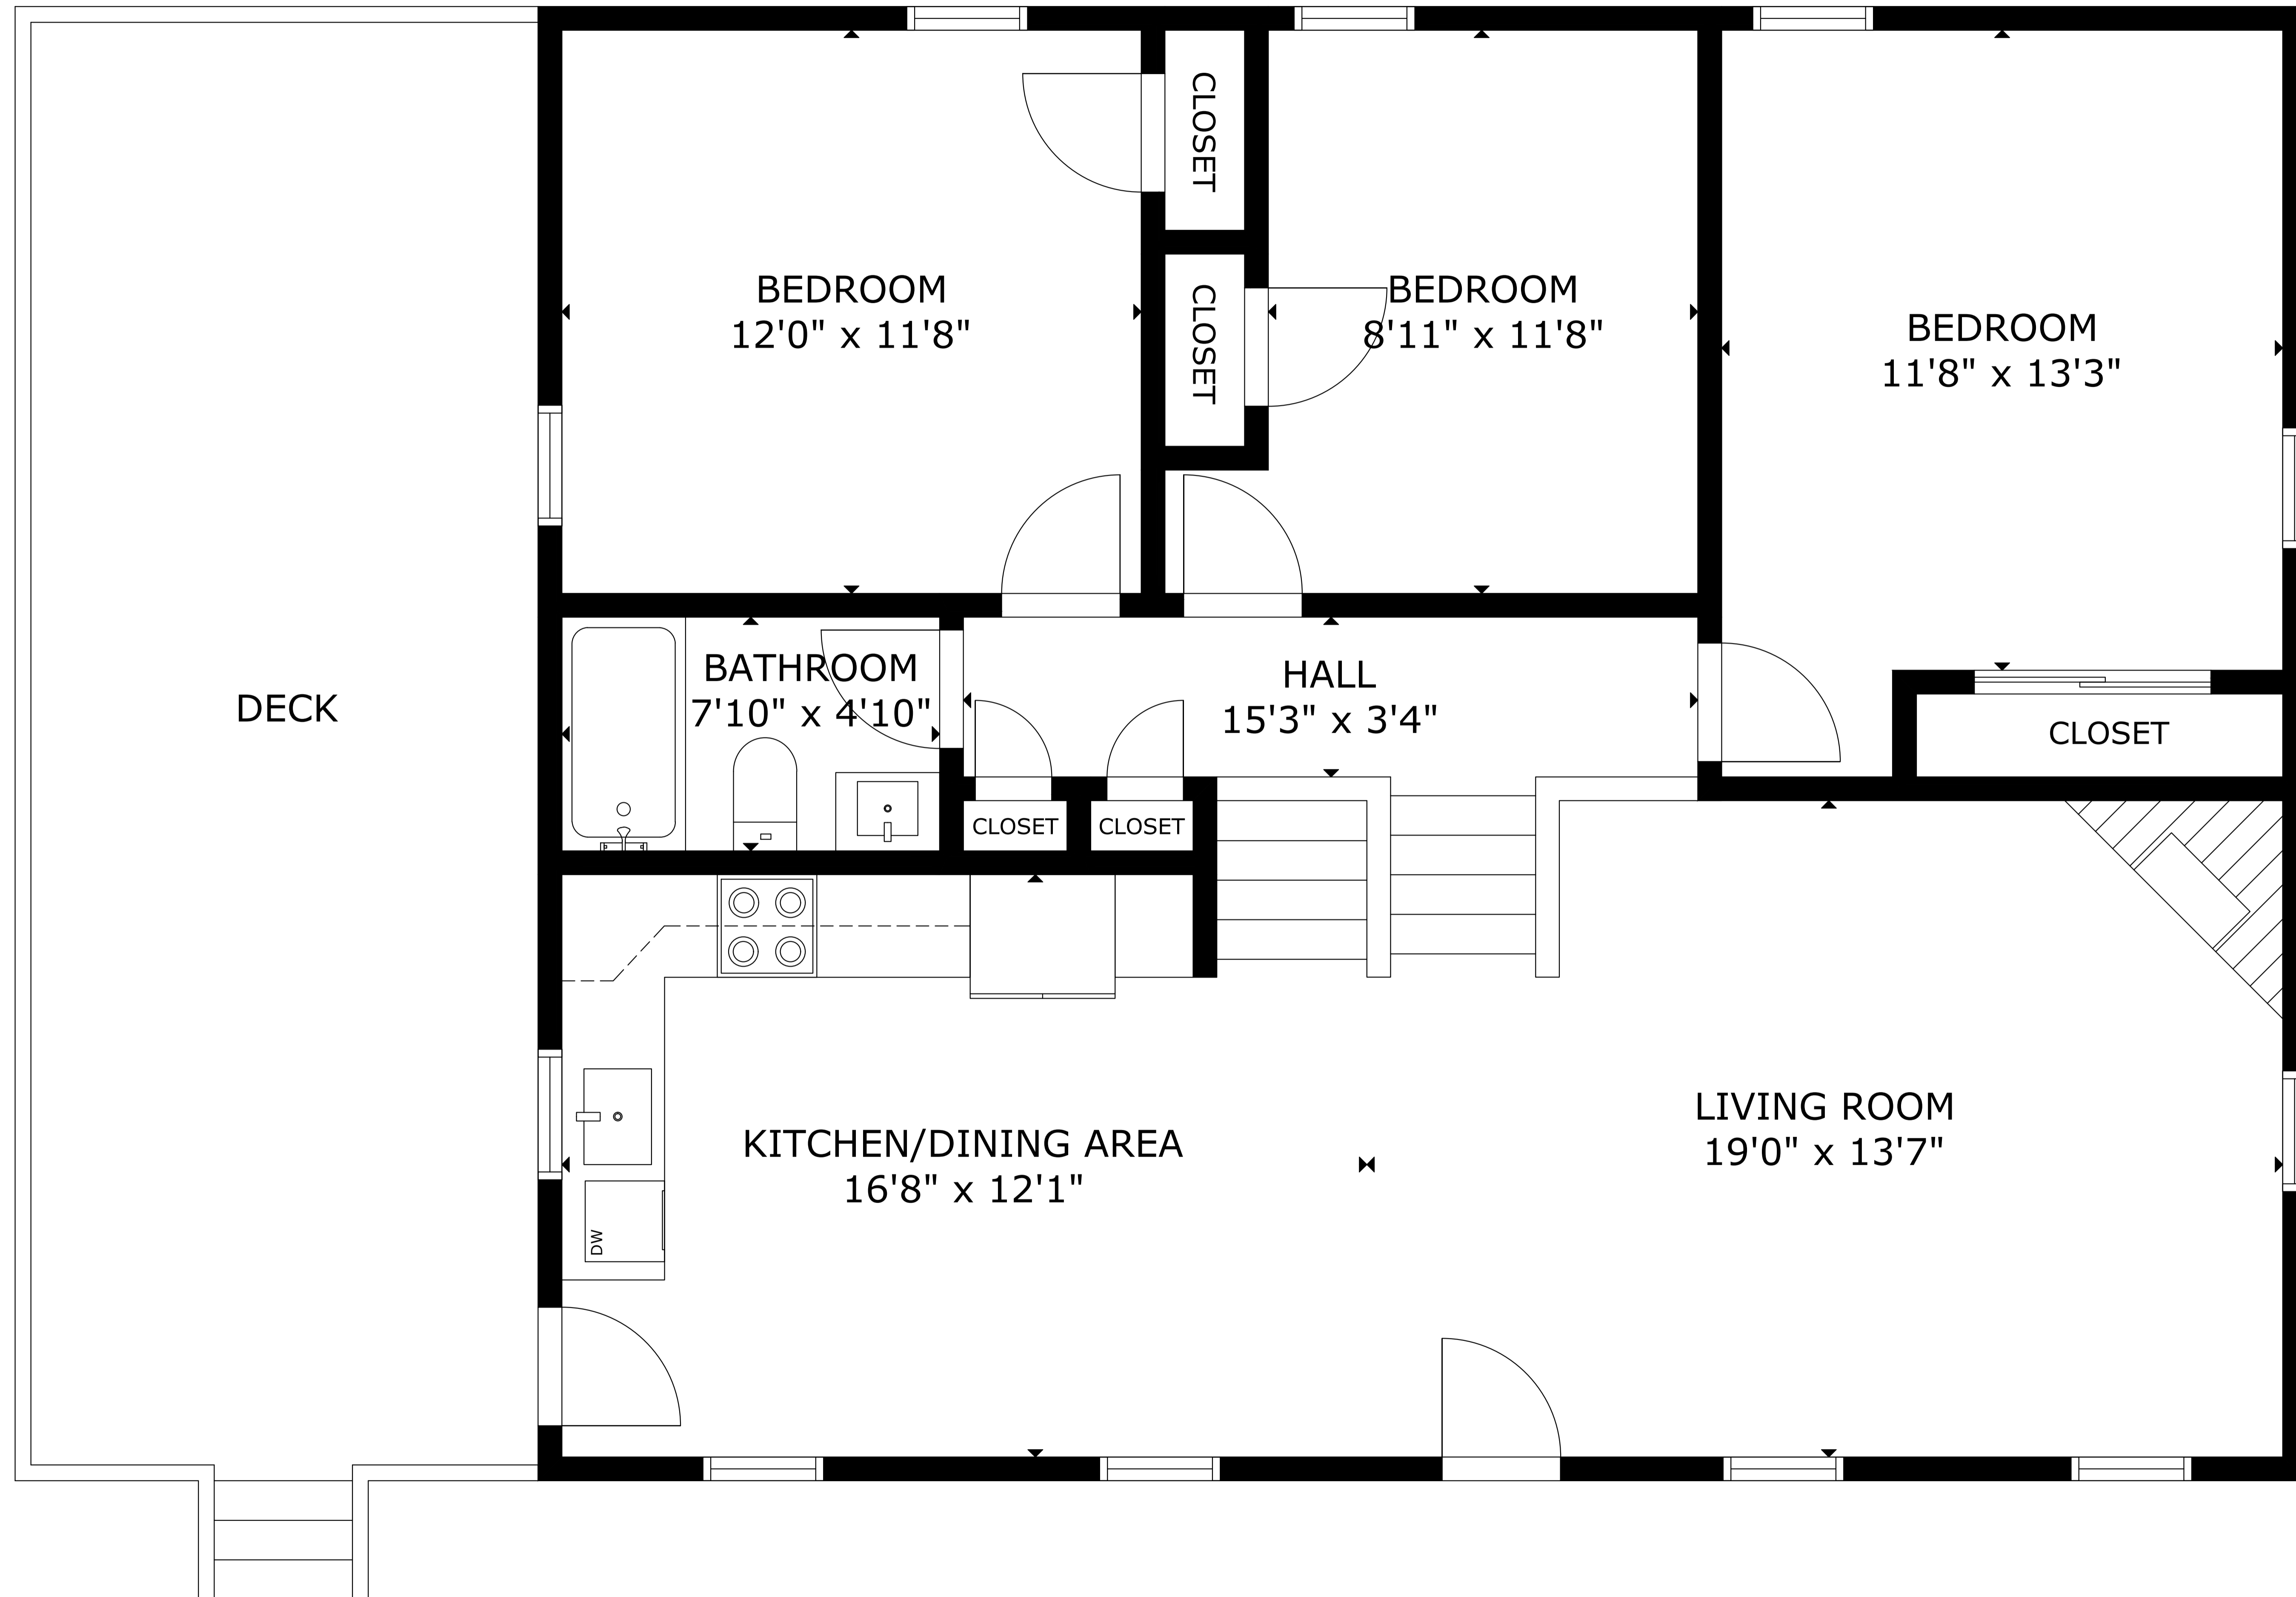 CLOSET
BEDROOM
12'0" x 11'8"
CLOSET
BEDROOM
8'11" x 11'8"
BEDROOM
11'8" x 13'3"
DECK
BATHROOM
7'10" x 4'10"
HALL
15'3" x 3'4"
CLOSET
CLOSET
CLOSET
KITCHEN/DINING AREA
16'8" x 12'1"
LIVING ROOM
19'0" x 13'7"
DW